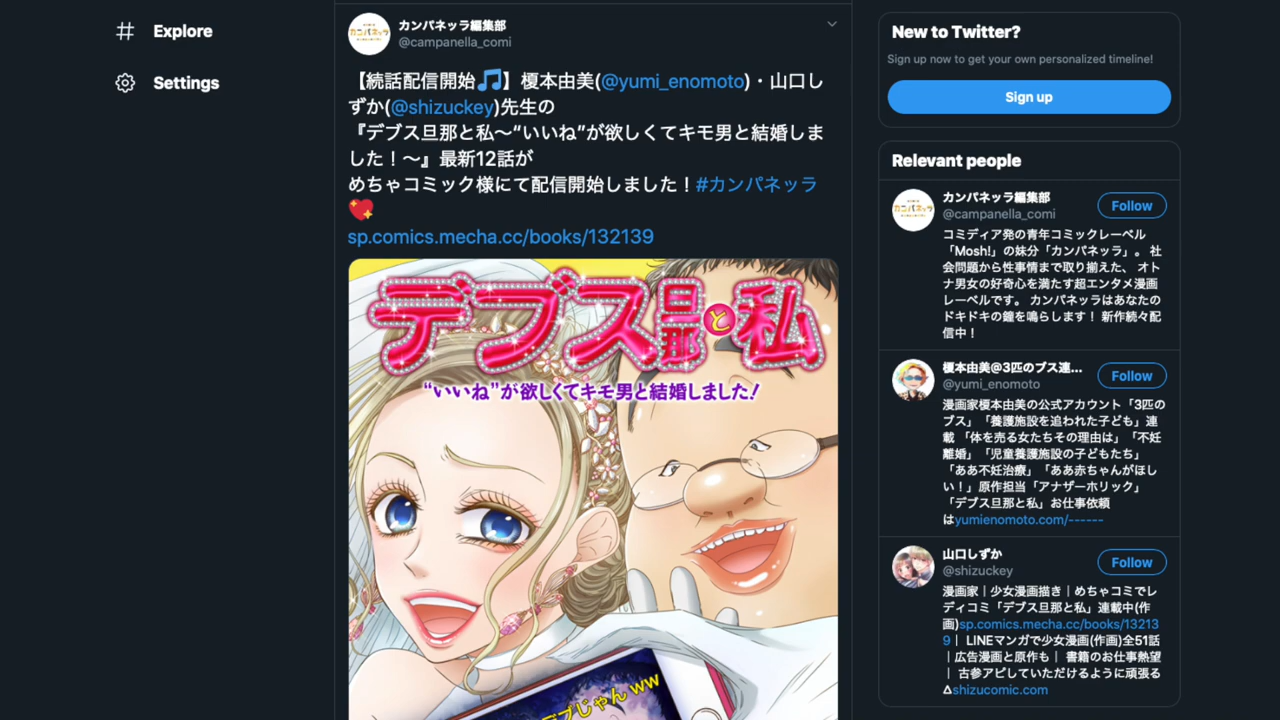 Explore
Settings
カンパネッラ編集部
@campanella_comi
【続話配信開始🎵】榎本由美(@yumi_enomoto)・山口し
ずか(@shizuckey)先生の
『デブス旦那と私〜“いいね”が欲しくてキモ男と結婚しま
した！〜』最新12話が
めちゃコミック様にて配信開始しました！#カンパネッラ
💖
sp.comics.mecha.cc/books/132139
デブス旦那と私
“いいね”が欲しくてキモ男と結婚しました!
デブじゃん ww
New to Twitter?
Sign up now to get your own personalized timeline!
Sign up
Relevant people
カンパネッラ編集部
@campanella_comi
Follow
コミディア発の青年コミックレーベル
「Mosh!」の妹分「カンパネッラ」。 社
会問題から性事情まで取り揃えた、 オト
ナ男女の好奇心を満たす超エンタメ漫画
レーベルです。 カンパネッラはあなたの
ドキドキの鐘を鳴らします！ 新作続々配
信中！
榎本由美@3匹のブス連...
@yumi_enomoto
Follow
漫画家榎本由美の公式アカウント「3匹の
ブス」「養護施設を追われた子ども」連
載 「体を売る女たちその理由は」「不妊
離婚」「児童養護施設の子どもたち」
「ああ不妊治療」「ああ赤ちゃんがほし
い！」原作担当「アナザーホリック」
「デブス旦那と私」お仕事依頼
はyumienomoto.com/------
山口しずか
@shizuckey
Follow
漫画家｜少女漫画描き｜めちゃコミでレ
ディコミ「デブス旦那と私」連載中(作
画)sp.comics.mecha.cc/books/13213
9｜ LINEマンガで少女漫画(作画)全51話
｜広告漫画と原作も｜ 書籍のお仕事熱望
｜ 古参アピしていただけるように頑張る
Δshizucomic.com